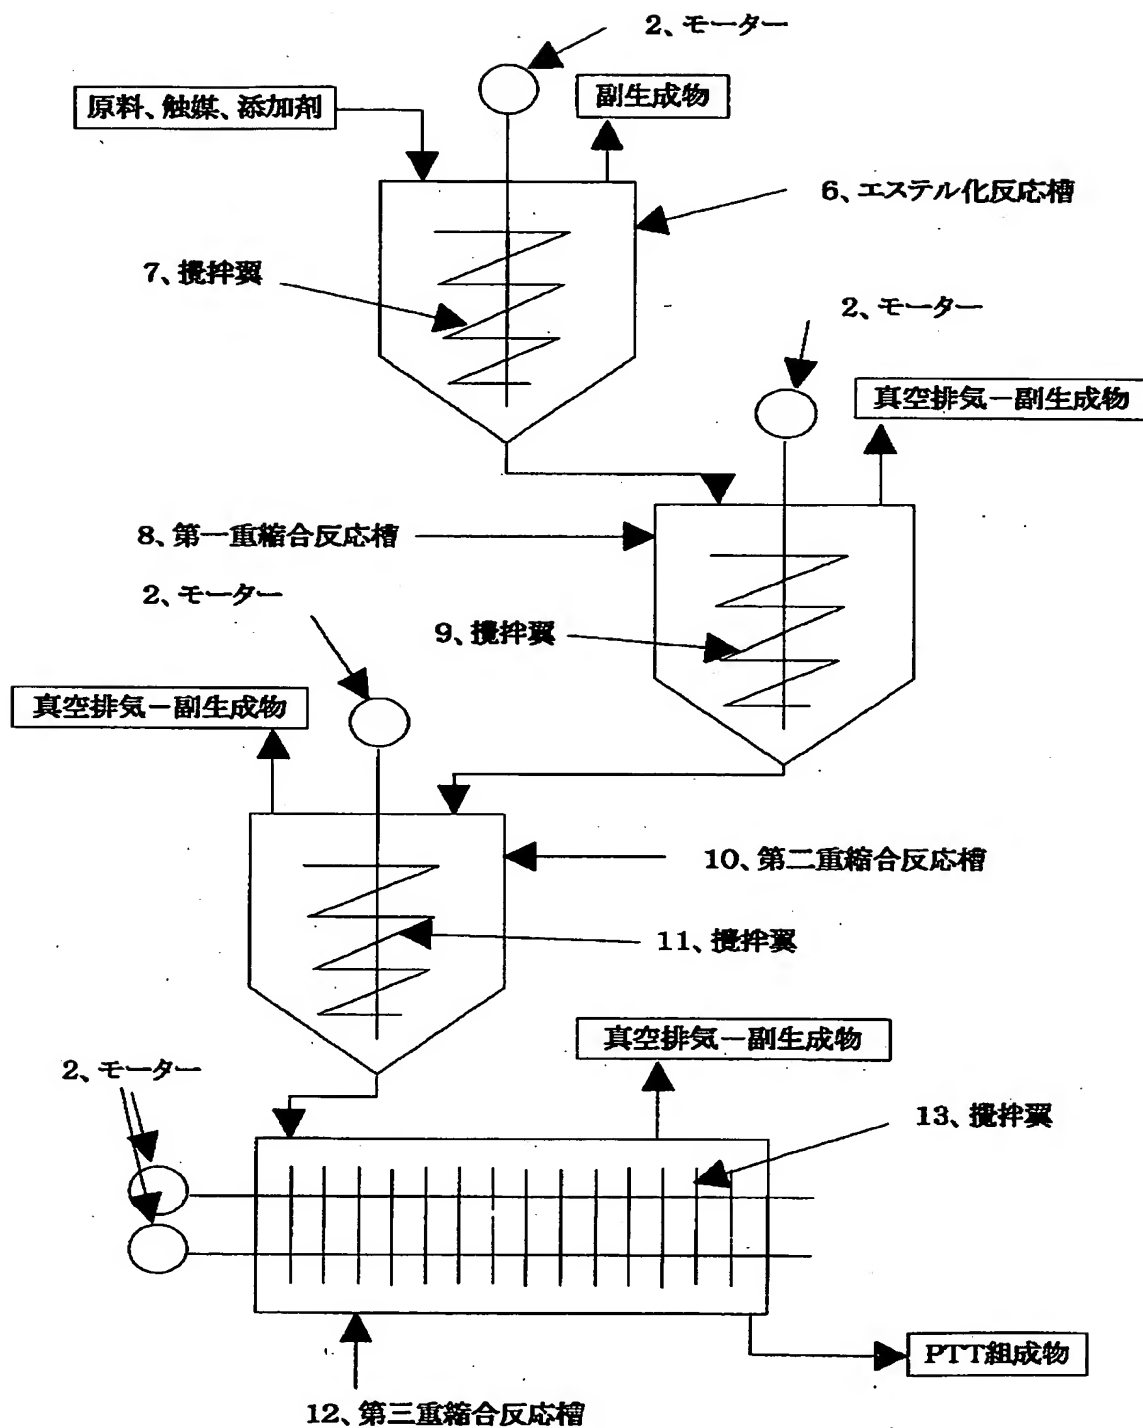 2、モーター
原料、触媒、添加剤
副生成物
6、エステル化反応槽
7、攪拌翼
2、モーター
真空排気－副生成物
8、第一重縮合反応槽
2、モーター
9、攪拌翼
真空排気－副生成物
10、第二重縮合反応槽
11、攪拌翼
真空排気－副生成物
2、モーター
13、攪拌翼
PTT組成物
12、第三重縮合反応槽